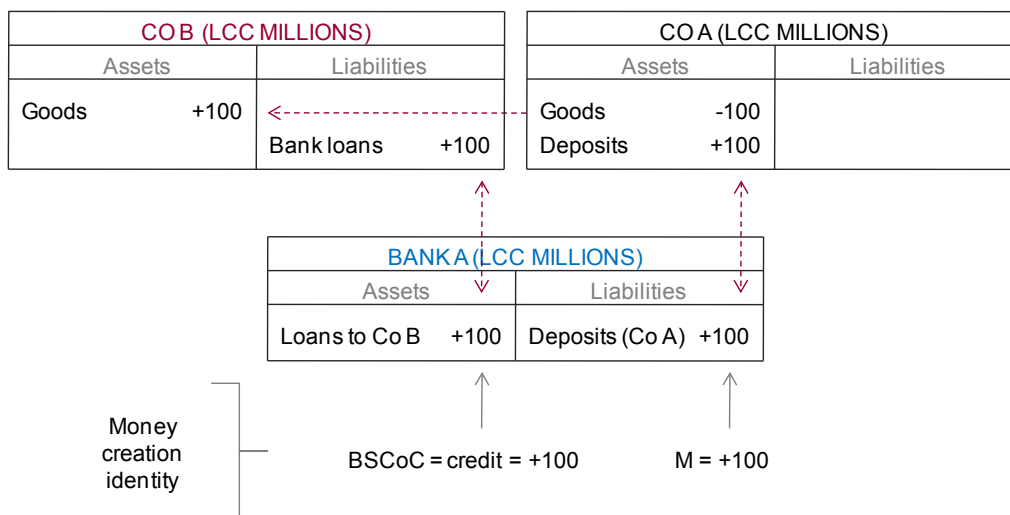 CO B (LCC MILLIONS)
Assets Liabilities
Goods +100
Bank loans +100
CO A (LCC MILLIONS)
Assets Liabilities
Goods -100
Deposits +100
BANK A (LCC MILLIONS)
Assets Liabilities
Loans to Co B +100 Deposits (Co A) +100
Money
creation
identity
BSCoC = credit = +100 M = +100